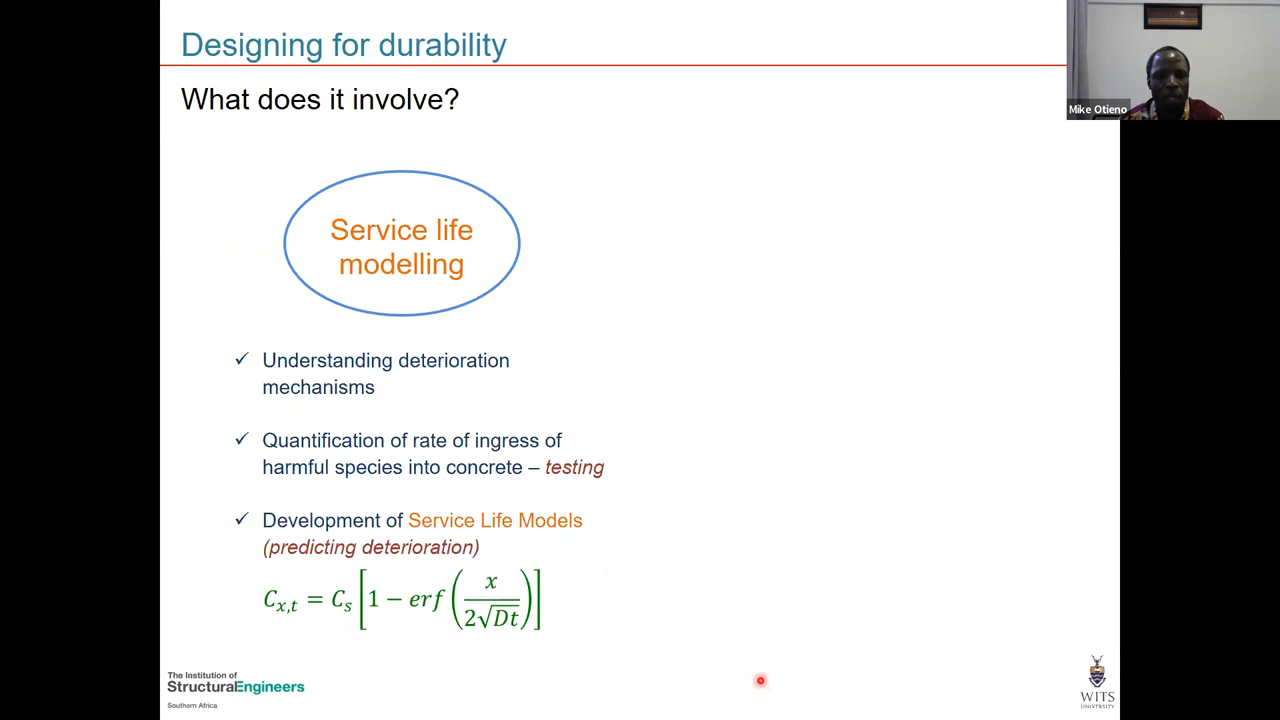 Designing for durability
What does it involve?
Mike Otieno
Service life
modelling
✓ Understanding deterioration
mechanisms
✓ Quantification of rate of ingress of
harmful species into concrete – testing
✓ Development of Service Life Models
(predicting deterioration)
C_{x,t} = C_s [1 − erf (x / 2√Dt)]
The Institution of
StructuralEngineers
Southern Africa
WITS
UNIVERSITY